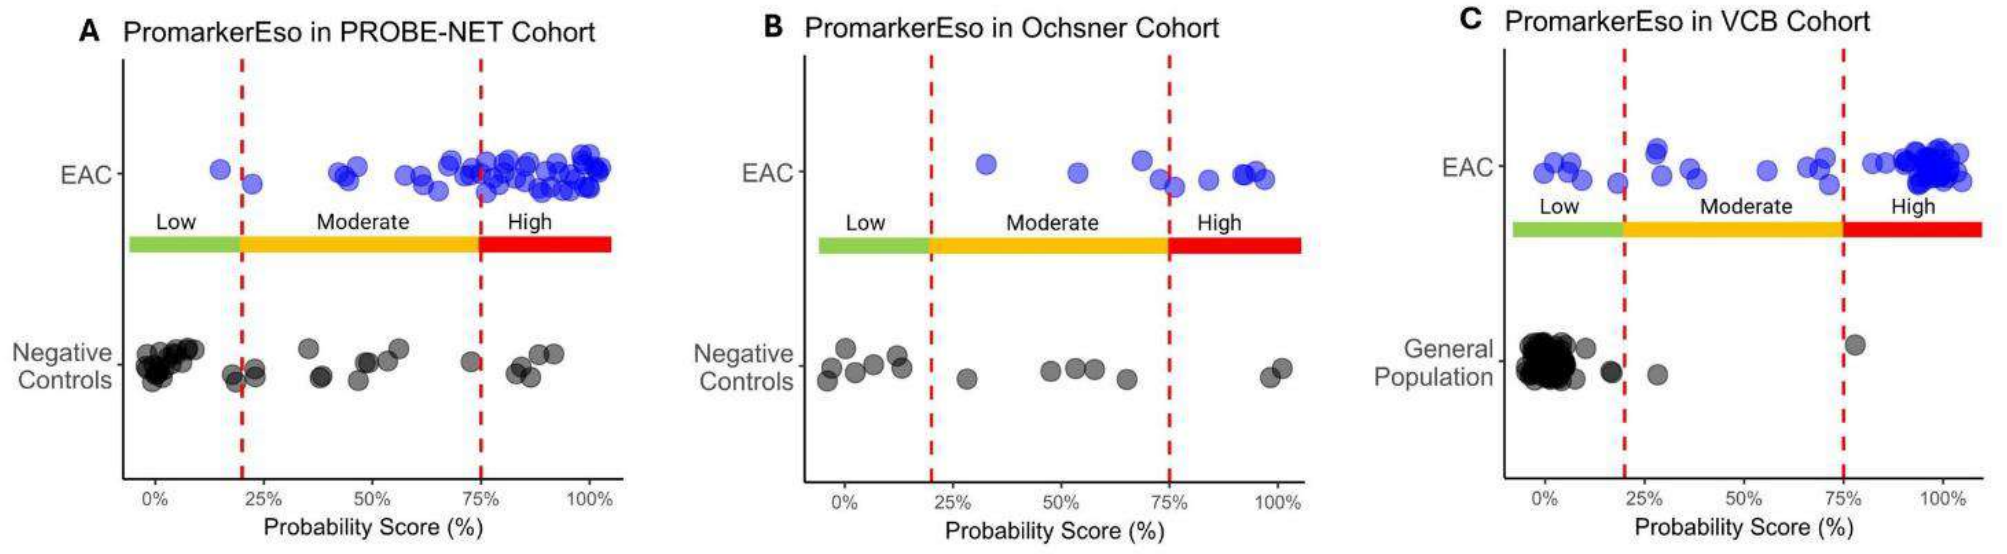 A PromarkerEso in PROBE-NET Cohort
EAC
Low Moderate High
Negative
Controls
0% 25% 50% 75% 100%
Probability Score (%)
B PromarkerEso in Ochsner Cohort
EAC
Low Moderate High
Negative
Controls
0% 25% 50% 75% 100%
Probability Score (%)
C PromarkerEso in VCB Cohort
EAC
Low Moderate High
General
Population
0% 25% 50% 75% 100%
Probability Score (%)